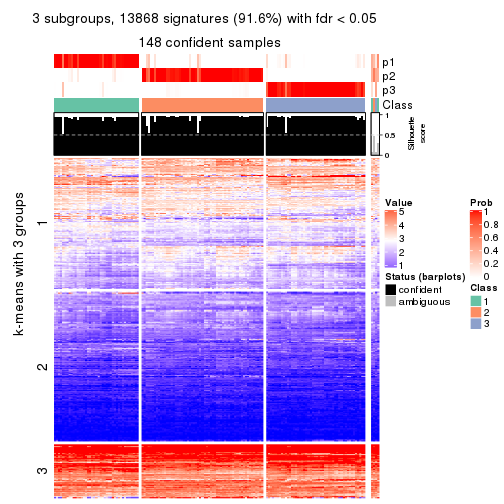 3 subgroups, 13868 signatures (91.6%) with fdr < 0.05
148 confident samples
p1
p2
p3
Class
1
0.5
0
Silhouette
score
k-means with 3 groups
1
2
3
Value
5
4
3
2
1
Status (barplots)
confident
ambiguous
Prob
1
0.8
0.6
0.4
0.2
0
Class
1
2
3